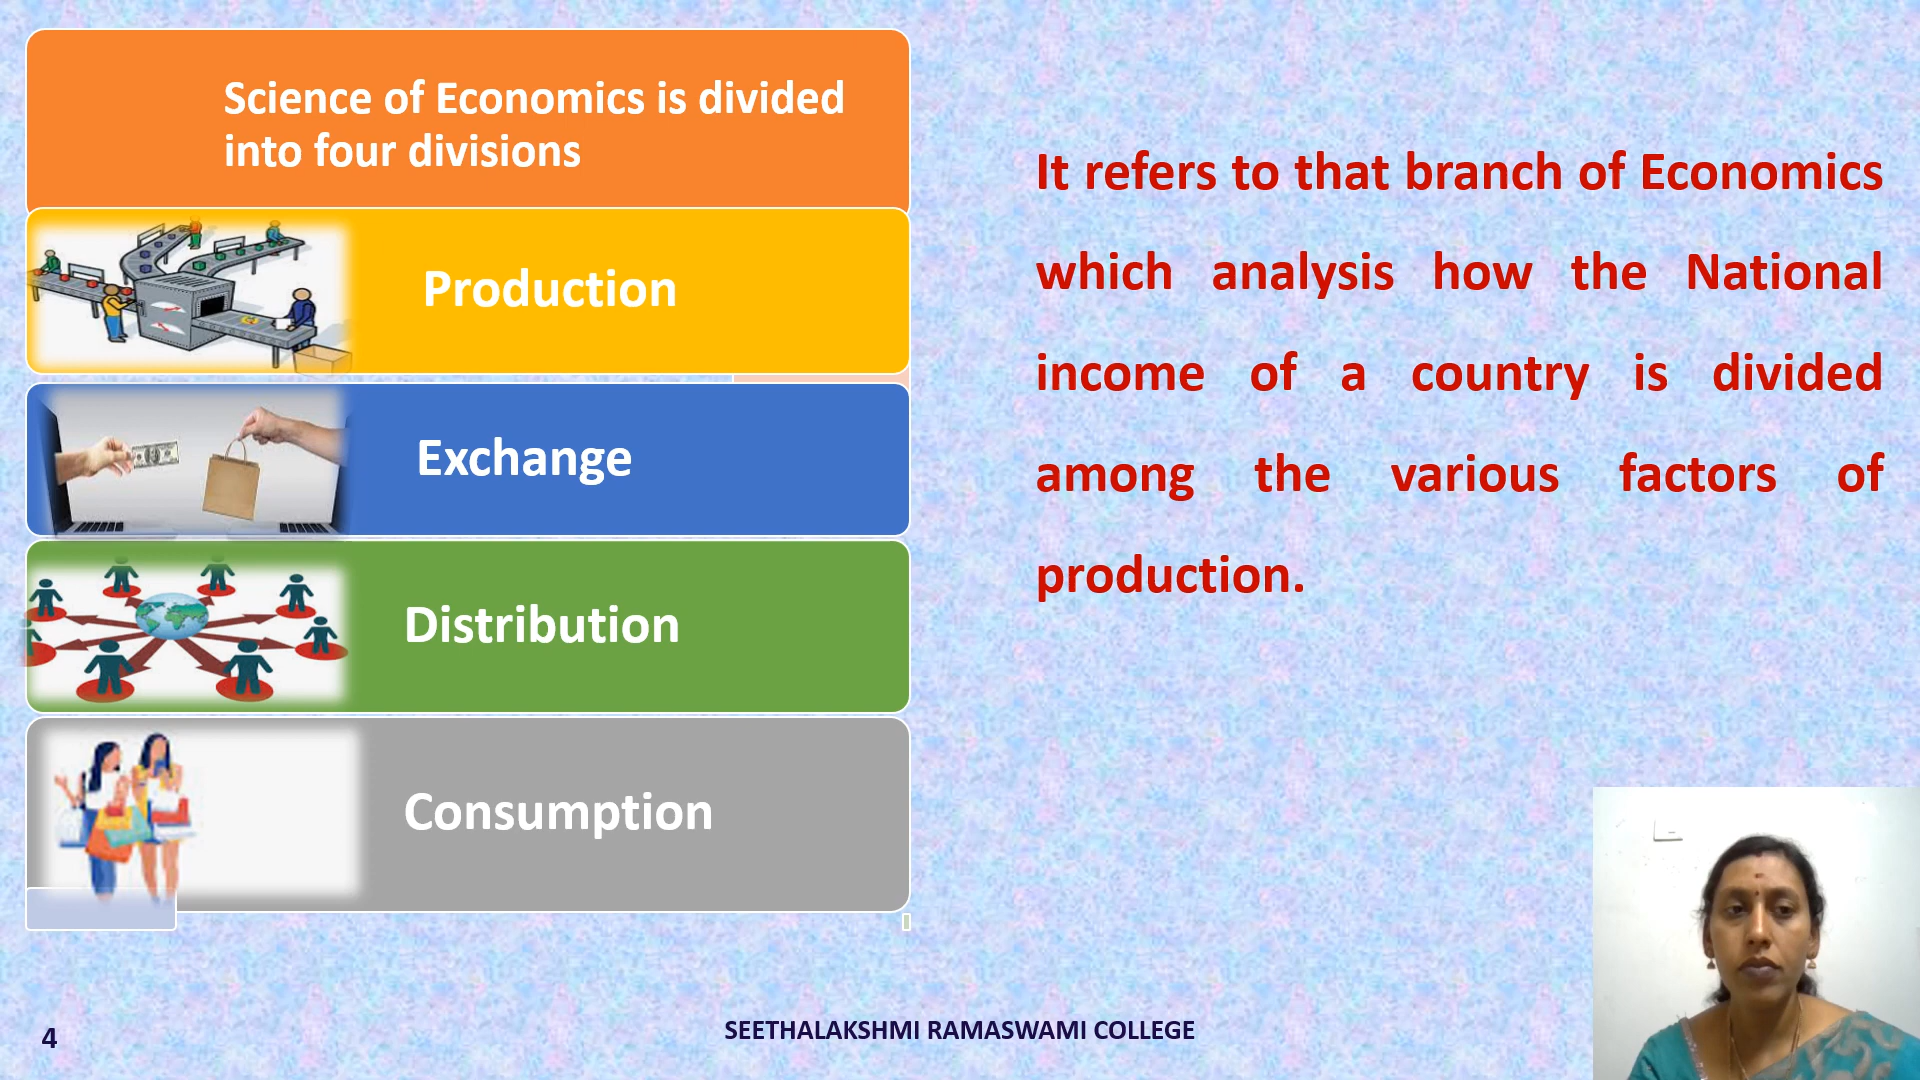 Science of Economics is divided
into four divisions
Production
Exchange
Distribution
Consumption
It refers to that branch of Economics
which analysis how the National
income of a country is divided
among the various factors of
production.
4
SEETHALAKSHMI RAMASWAMI COLLEGE